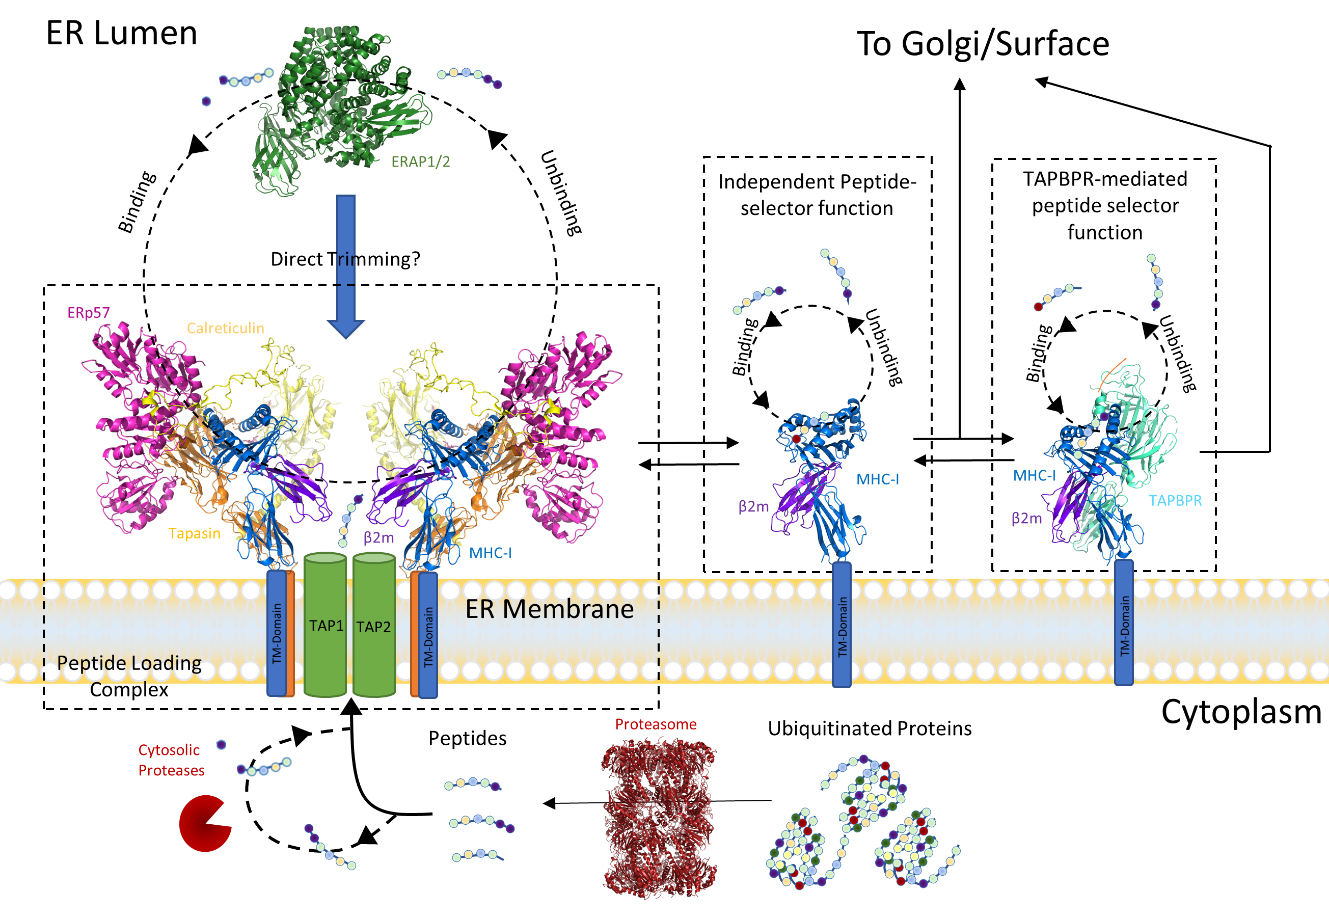 ER Lumen
To Golgi/Surface
ERAP1/2
Binding
Unbinding
Direct Trimming?
Independent Peptide-
selector function
TAPBPR-mediated
peptide selector
function
ERp57
Calreticulin
Binding
Unbinding
Binding
Unbinding
Tapasin
β2m
MHC-I
MHC-I
β2m
MHC-I
TAPBPR
β2m
TM-Domain
TAP1
TAP2
TM-Domain
ER Membrane
TM-Domain
TM-Domain
Peptide Loading
Complex
Cytoplasm
Cytosolic
Proteases
Peptides
Proteasome
Ubiquitinated Proteins